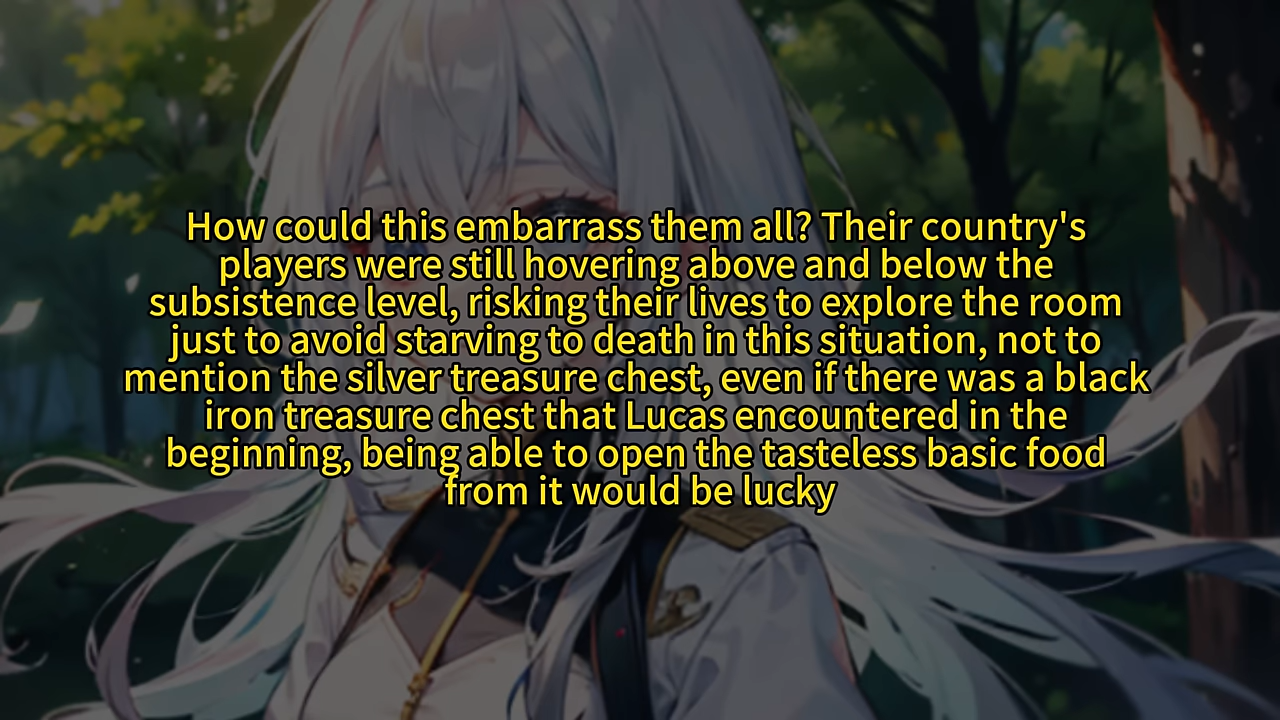 How could this embarrass them all? Their country's
players were still hovering above and below the
subsistence level, risking their lives to explore the room
just to avoid starving to death in this situation, not to
mention the silver treasure chest, even if there was a black
iron treasure chest that Lucas encountered in the
beginning, being able to open the tasteless basic food
from it would be lucky